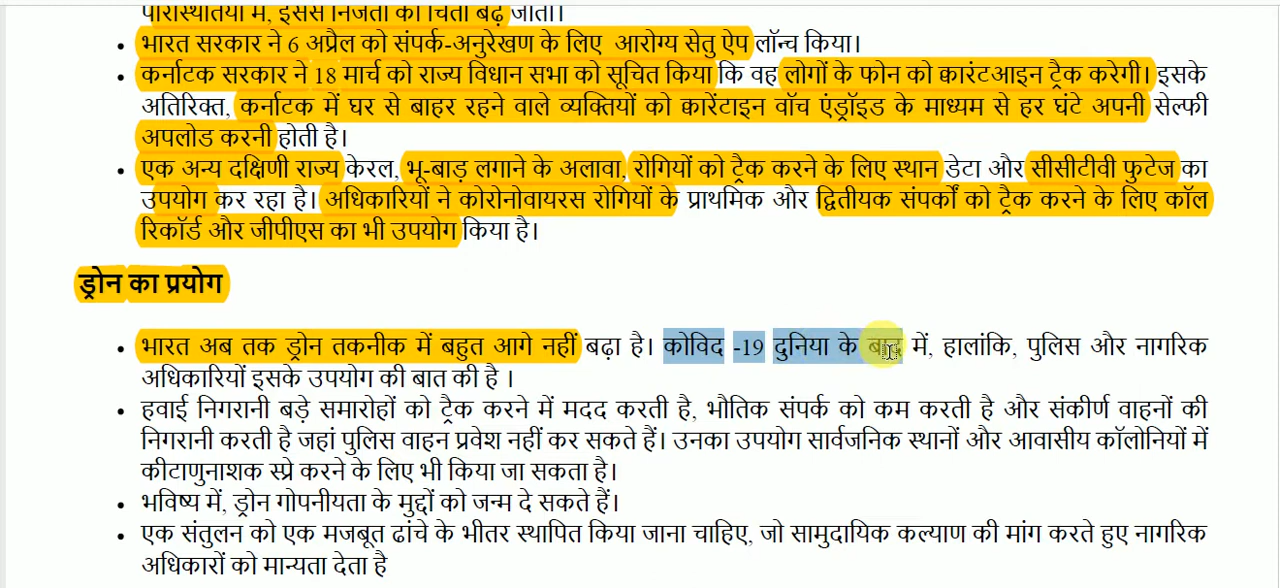 परिस्थितियों में, इससे निजता की चिंता बढ़ जाती।
• भारत सरकार ने 6 अप्रैल को संपर्क-अनुरेखण के लिए आरोग्य सेतु ऐप लॉन्च किया।
• कर्नाटक सरकार ने 18 मार्च को राज्य विधान सभा को सूचित किया कि वह लोगों के फोन को क्वारंटआइन ट्रैक करेगी। इसके
अतिरिक्त, कर्नाटक में घर से बाहर रहने वाले व्यक्तियों को क्वारेंटाइन वॉच एंड्रॉइड के माध्यम से हर घंटे अपनी सेल्फी
अपलोड करनी होती है।
• एक अन्य दक्षिणी राज्य केरल, भू-बाड़ लगाने के अलावा, रोगियों को ट्रैक करने के लिए स्थान डेटा और सीसीटीवी फुटेज का
उपयोग कर रहा है। अधिकारियों ने कोरोनोवायरस रोगियों के प्राथमिक और द्वितीयक संपर्कों को ट्रैक करने के लिए कॉल
रिकॉर्ड और जीपीएस का भी उपयोग किया है।
ड्रोन का प्रयोग
• भारत अब तक ड्रोन तकनीक में बहुत आगे नहीं बढ़ा है। कोविद -19 दुनिया के बाद में, हालांकि, पुलिस और नागरिक
अधिकारियों इसके उपयोग की बात की है ।
• हवाई निगरानी बड़े समारोहों को ट्रैक करने में मदद करती है, भौतिक संपर्क को कम करती है और संकीर्ण वाहनों की
निगरानी करती है जहां पुलिस वाहन प्रवेश नहीं कर सकते हैं। उनका उपयोग सार्वजनिक स्थानों और आवासीय कॉलोनियों में
कीटाणुनाशक स्प्रे करने के लिए भी किया जा सकता है।
• भविष्य में, ड्रोन गोपनीयता के मुद्दों को जन्म दे सकते हैं।
• एक संतुलन को एक मजबूत ढांचे के भीतर स्थापित किया जाना चाहिए, जो सामुदायिक कल्याण की मांग करते हुए नागरिक
अधिकारों को मान्यता देता है